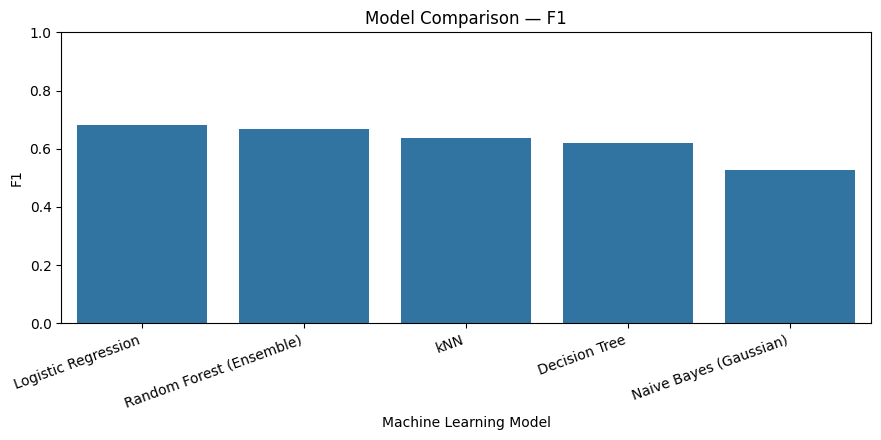 Model Comparison — F1
F1
1.0
0.8
0.6
0.4
0.2
0.0
Logistic Regression
Random Forest (Ensemble)
kNN
Decision Tree
Naive Bayes (Gaussian)
Machine Learning Model